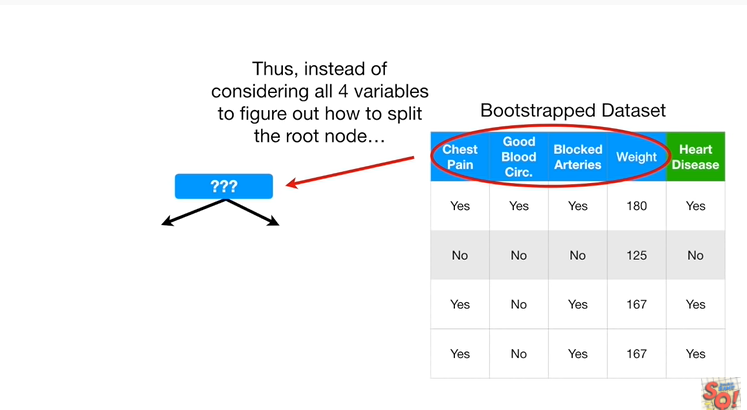 Thus, instead of
considering all 4 variables
to figure out how to split
the root node…
???
Bootstrapped Dataset
Chest Pain Good Blood Circ. Blocked Arteries Weight Heart Disease
Yes Yes Yes 180 Yes
No No No 125 No
Yes No Yes 167 Yes
Yes No Yes 167 Yes
SO!